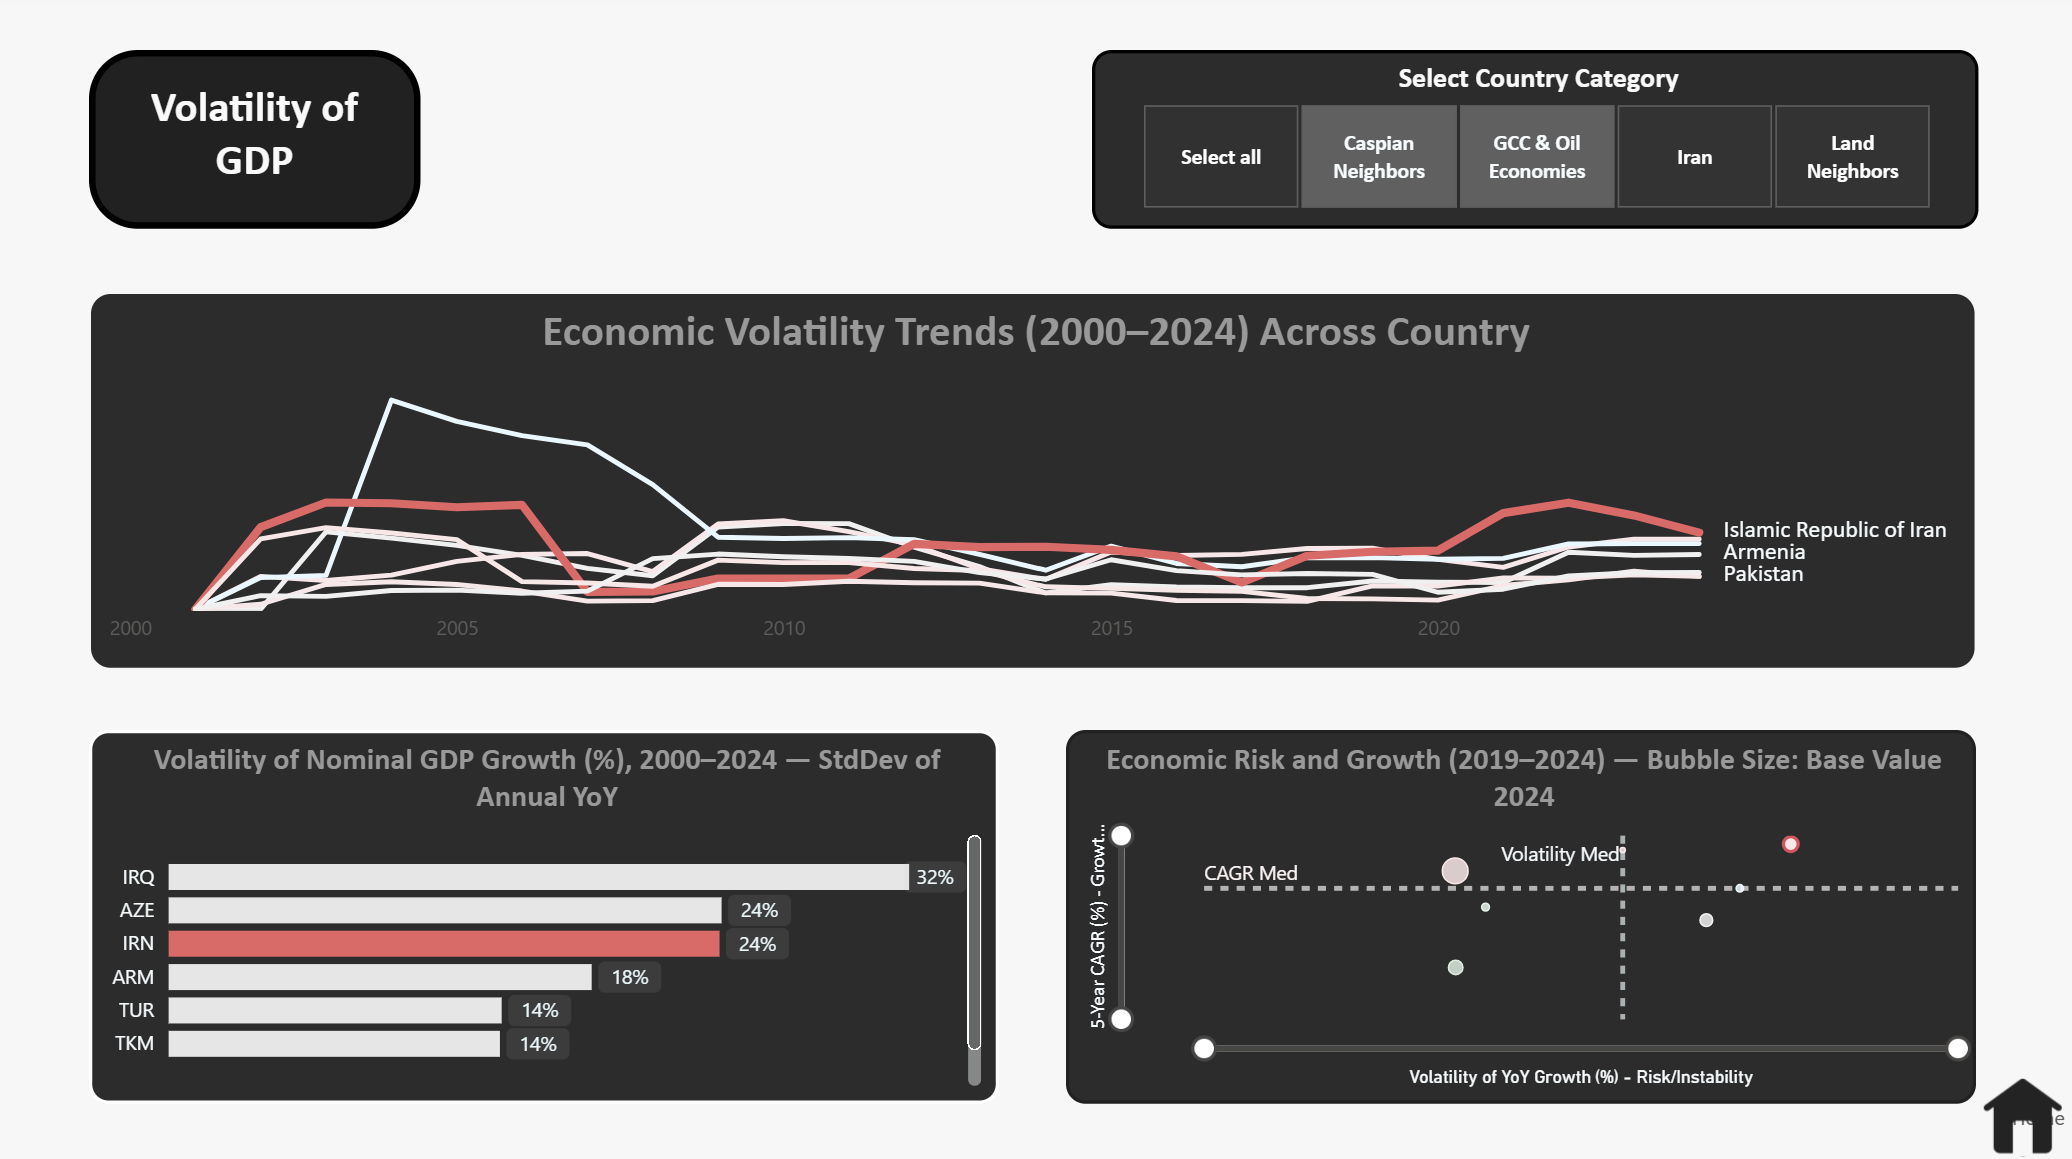 Volatility of
GDP
Select Country Category
Select all
Caspian
Neighbors
GCC & Oil
Economies
Iran
Land
Neighbors
Economic Volatility Trends (2000–2024) Across Country
Islamic Republic of Iran
Armenia
Pakistan
2000
2005
2010
2015
2020
Volatility of Nominal GDP Growth (%), 2000–2024 — StdDev of
Annual YoY
IRQ
32%
AZE
24%
IRN
24%
ARM
18%
TUR
14%
TKM
14%
Economic Risk and Growth (2019–2024) — Bubble Size: Base Value
2024
5-Year CAGR (%) - Growt...
Volatility Med
CAGR Med
Volatility of YoY Growth (%) - Risk/Instability